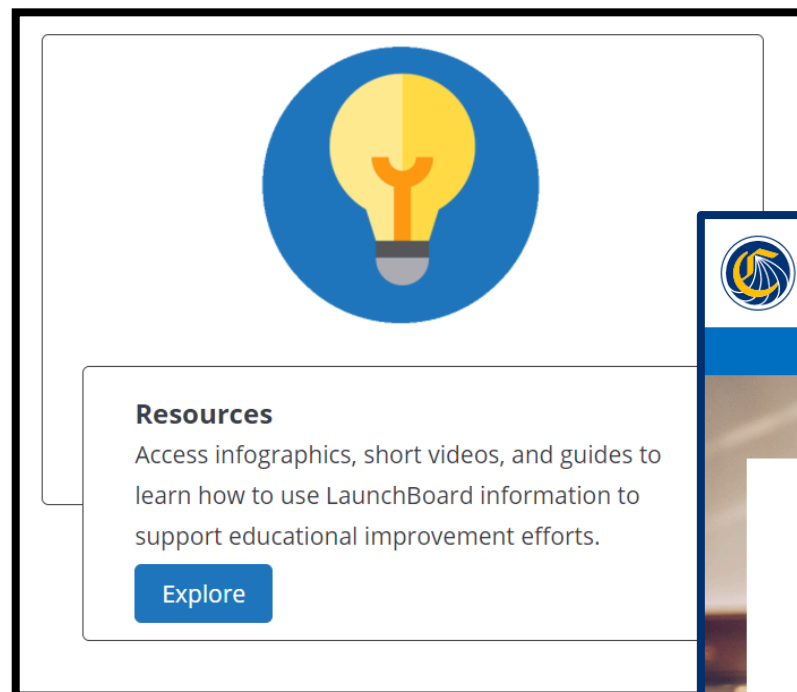 Resources
Access infographics, short videos, and guides to
learn how to use LaunchBoard information to
support educational improvement efforts.
Explore